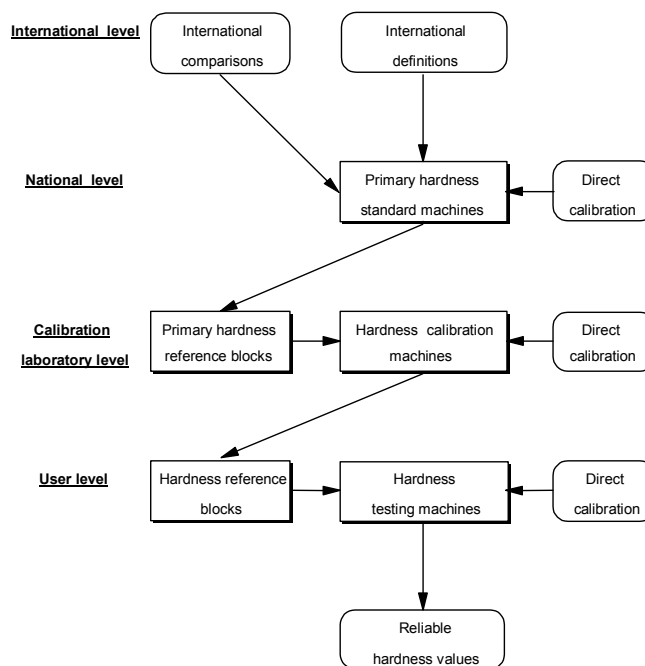 International level
International
comparisons
International
definitions
National level
Primary hardness
standard machines
Direct
calibration
Calibration
laboratory level
Primary hardness
reference blocks
Hardness calibration
machines
Direct
calibration
User level
Hardness reference
blocks
Hardness
testing machines
Direct
calibration
Reliable
hardness values